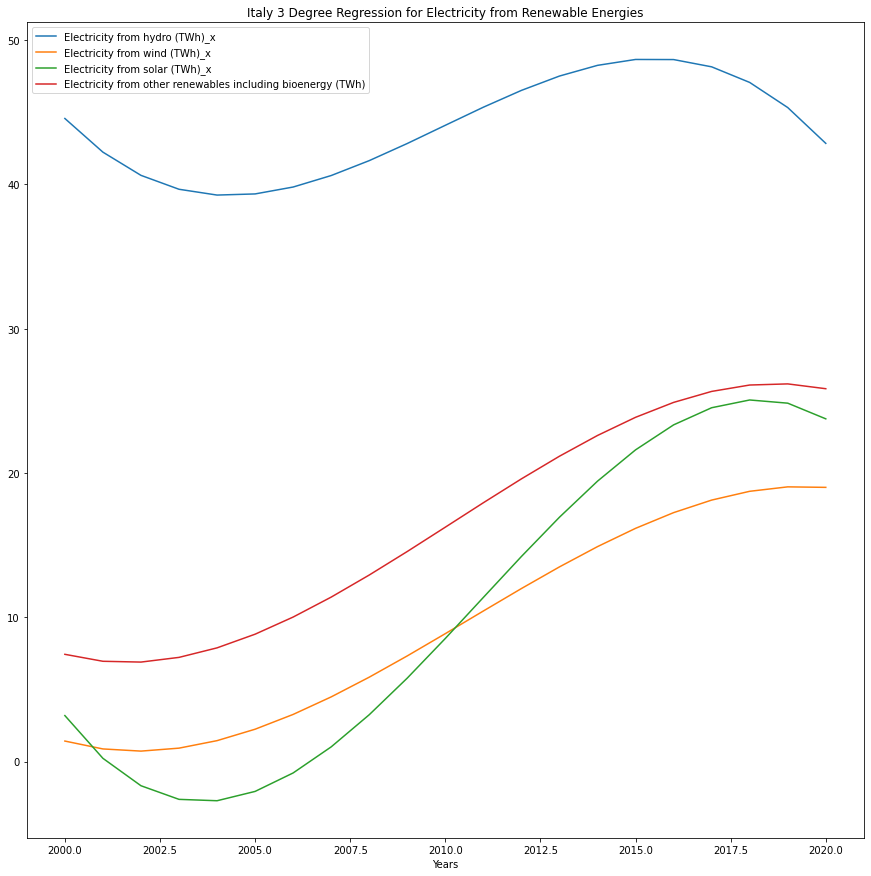 Italy 3 Degree Regression for Electricity from Renewable Energies
Electricity from hydro (TWh)_x
Electricity from wind (TWh)_x
Electricity from solar (TWh)_x
Electricity from other renewables including bioenergy (TWh)
50
40
30
20
10
0
2000.0 2002.5 2005.0 2007.5 2010.0 2012.5 2015.0 2017.5 2020.0
Years